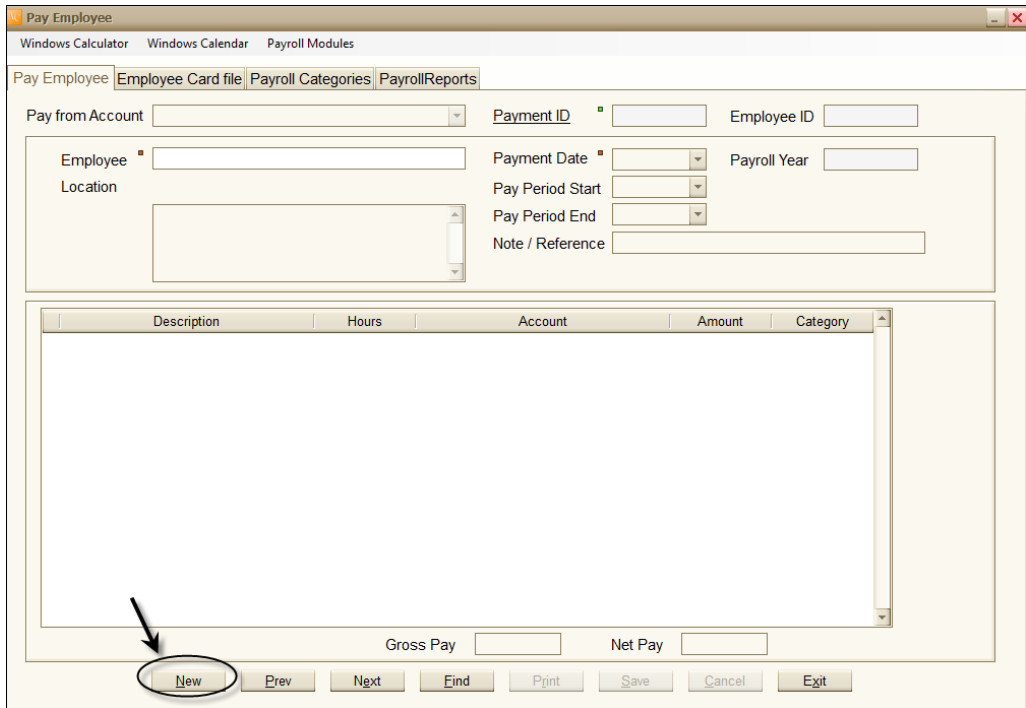 Pay Employee
Windows Calculator Windows Calendar Payroll Modules
Pay Employee Employee Card file Payroll Categories PayrollReports
Pay from Account Payment ID Employee ID
Employee Payment Date Payroll Year
Location Pay Period Start
Pay Period End
Note / Reference
Description Hours Account Amount Category
Gross Pay Net Pay
New Prev Next Find Print Save Cancel Exit